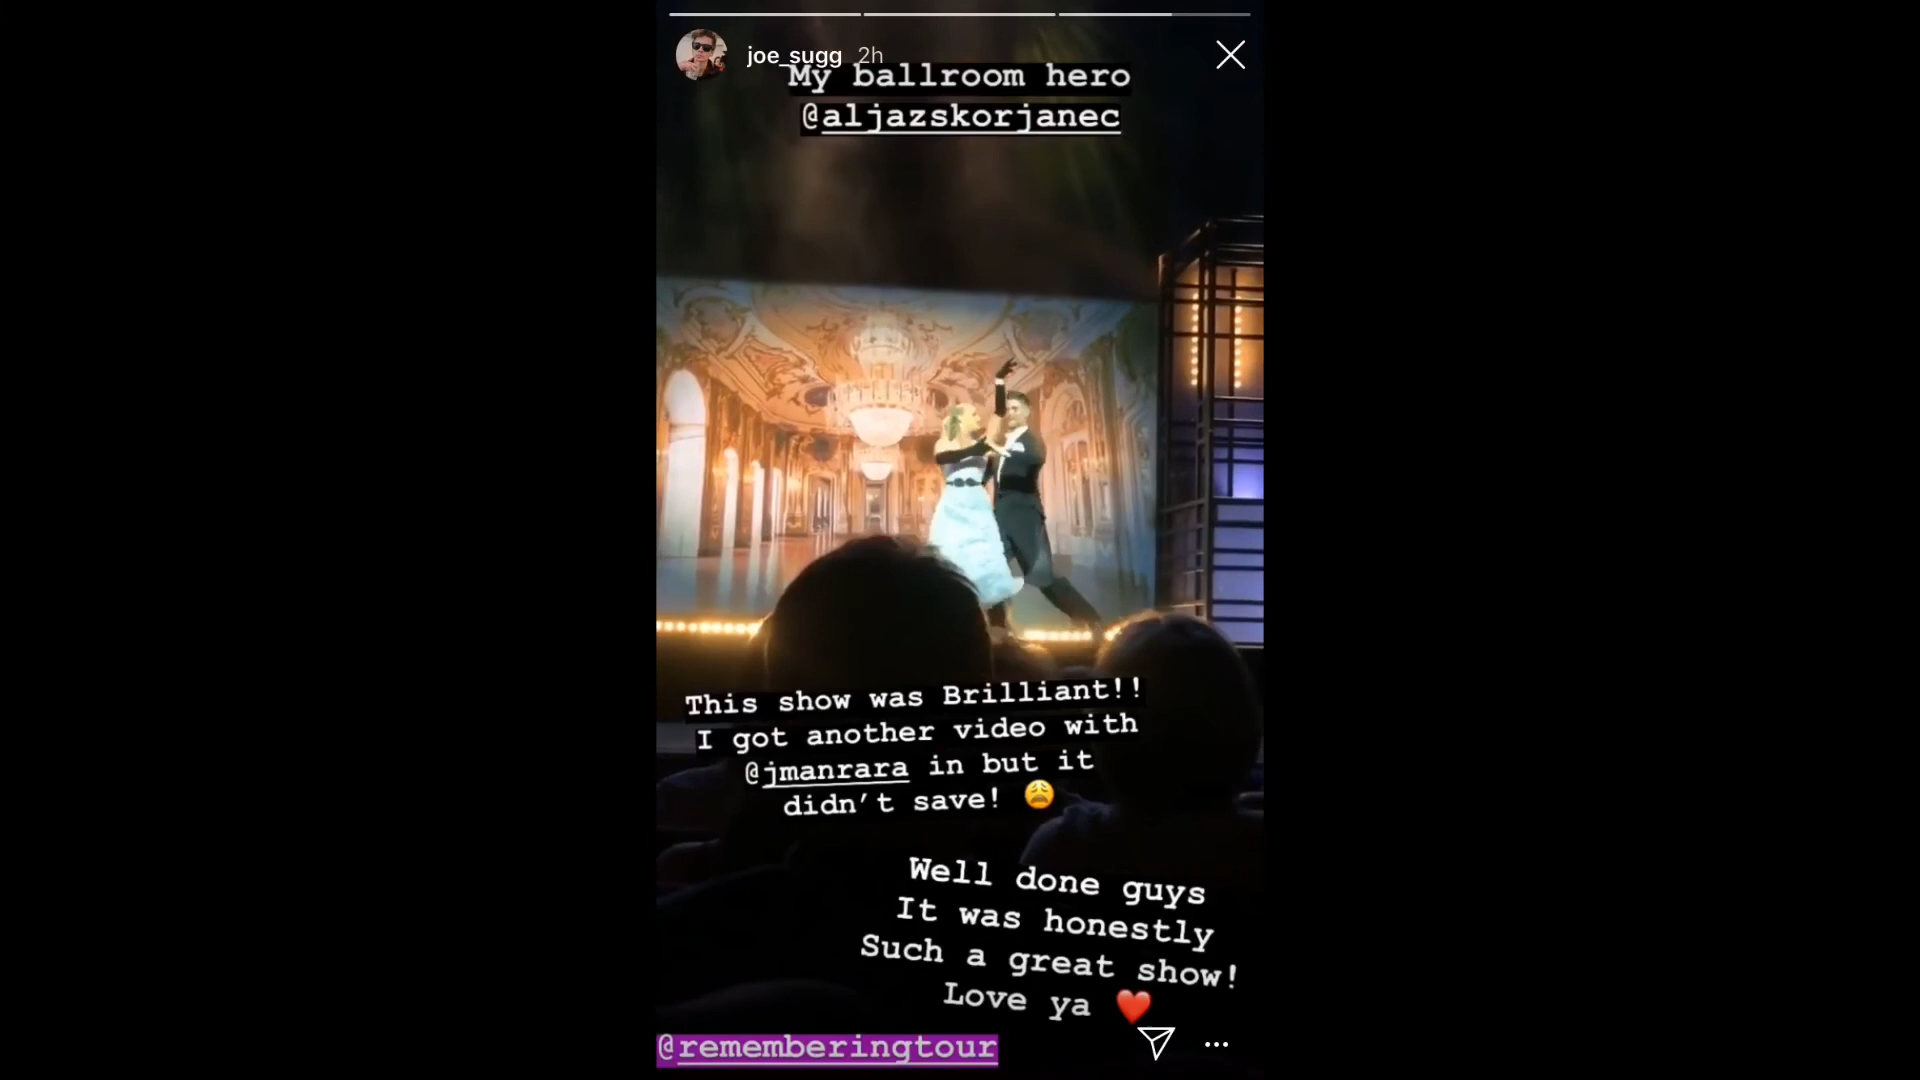 joe_sugg 2h
My ballroom hero
@aljazskorjanec
This show was Brilliant!!
I got another video with
@jmanrara in but it
didn't save! 😩
Well done guys
It was honestly
Such a great show!
Love ya ❤️
@rememberingtour